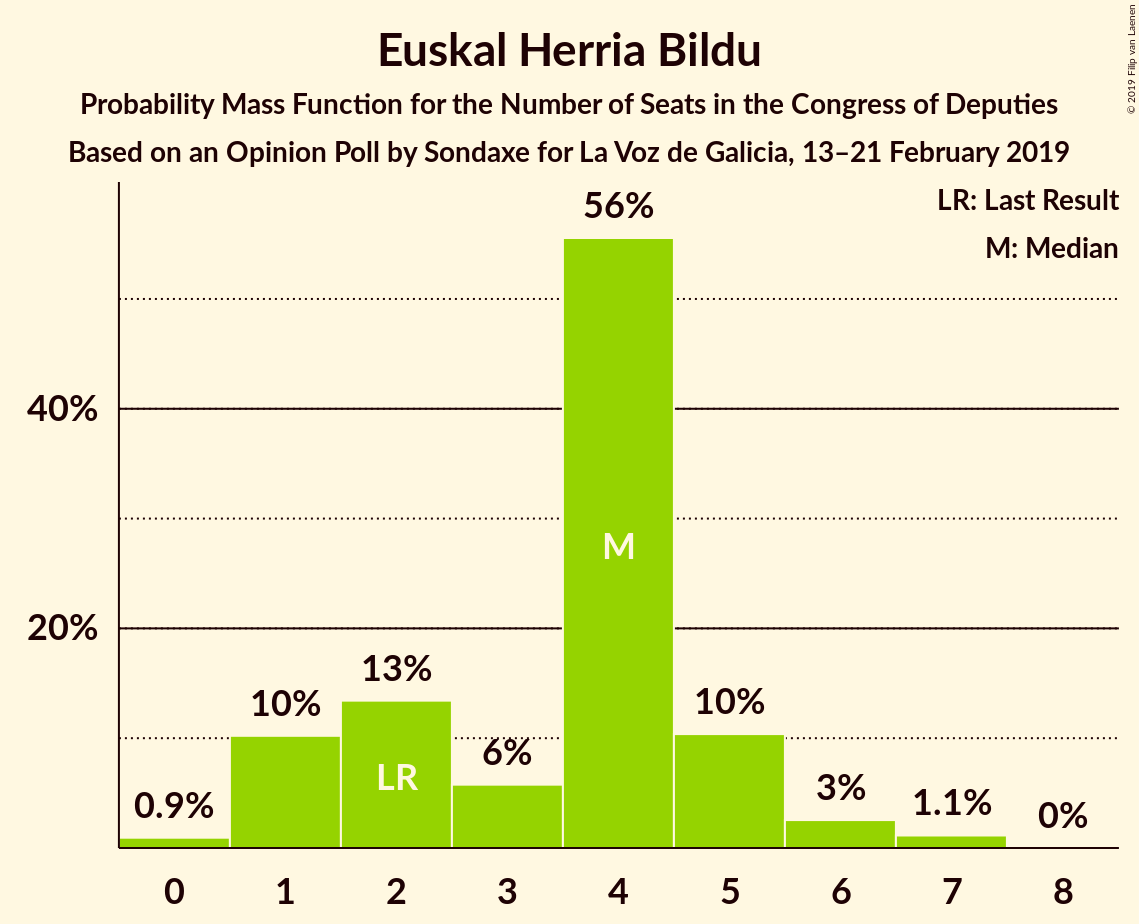 Euskal Herria Bildu
Probability Mass Function for the Number of Seats in the Congress of Deputies
Based on an Opinion Poll by Sondaxe for La Voz de Galicia, 13–21 February 2019
© 2019 Filip van Laenen
LR: Last Result
M: Median
40%
20%
0.9%
10%
13%
LR
6%
56%
M
10%
3%
1.1%
0%
0 1 2 3 4 5 6 7 8